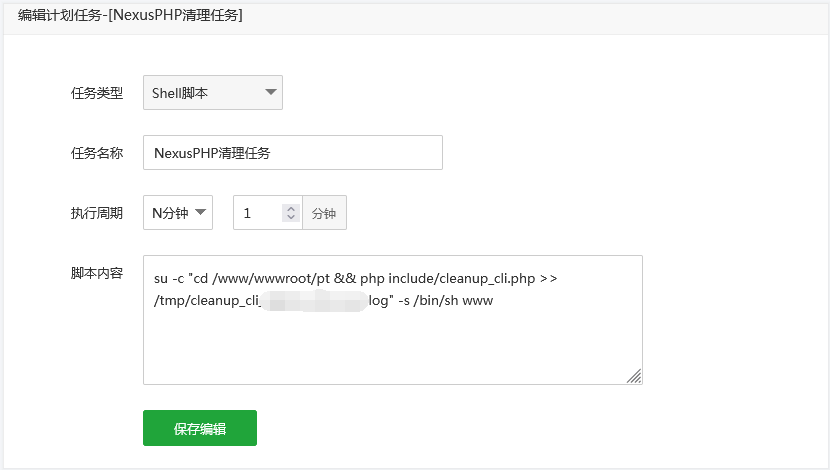 编辑计划任务-[NexusPHP清理任务]
任务类型 Shell脚本
任务名称 NexusPHP清理任务
执行周期 N分钟 1 分钟
脚本内容 su -c "cd /www/wwwroot/pt && php include/cleanup_cli.php >>
/tmp/cleanup_cli_ log" -s /bin/sh www
保存编辑